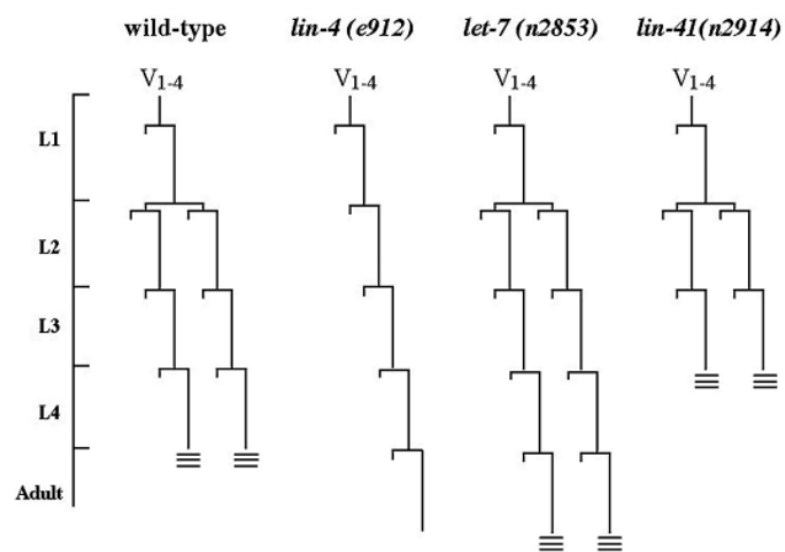 wild-type lin-4 (e912) let-7 (n2853) lin-41(n2914)
V1-4 V1-4 V1-4 V1-4
L1
L2
L3
L4
Adult